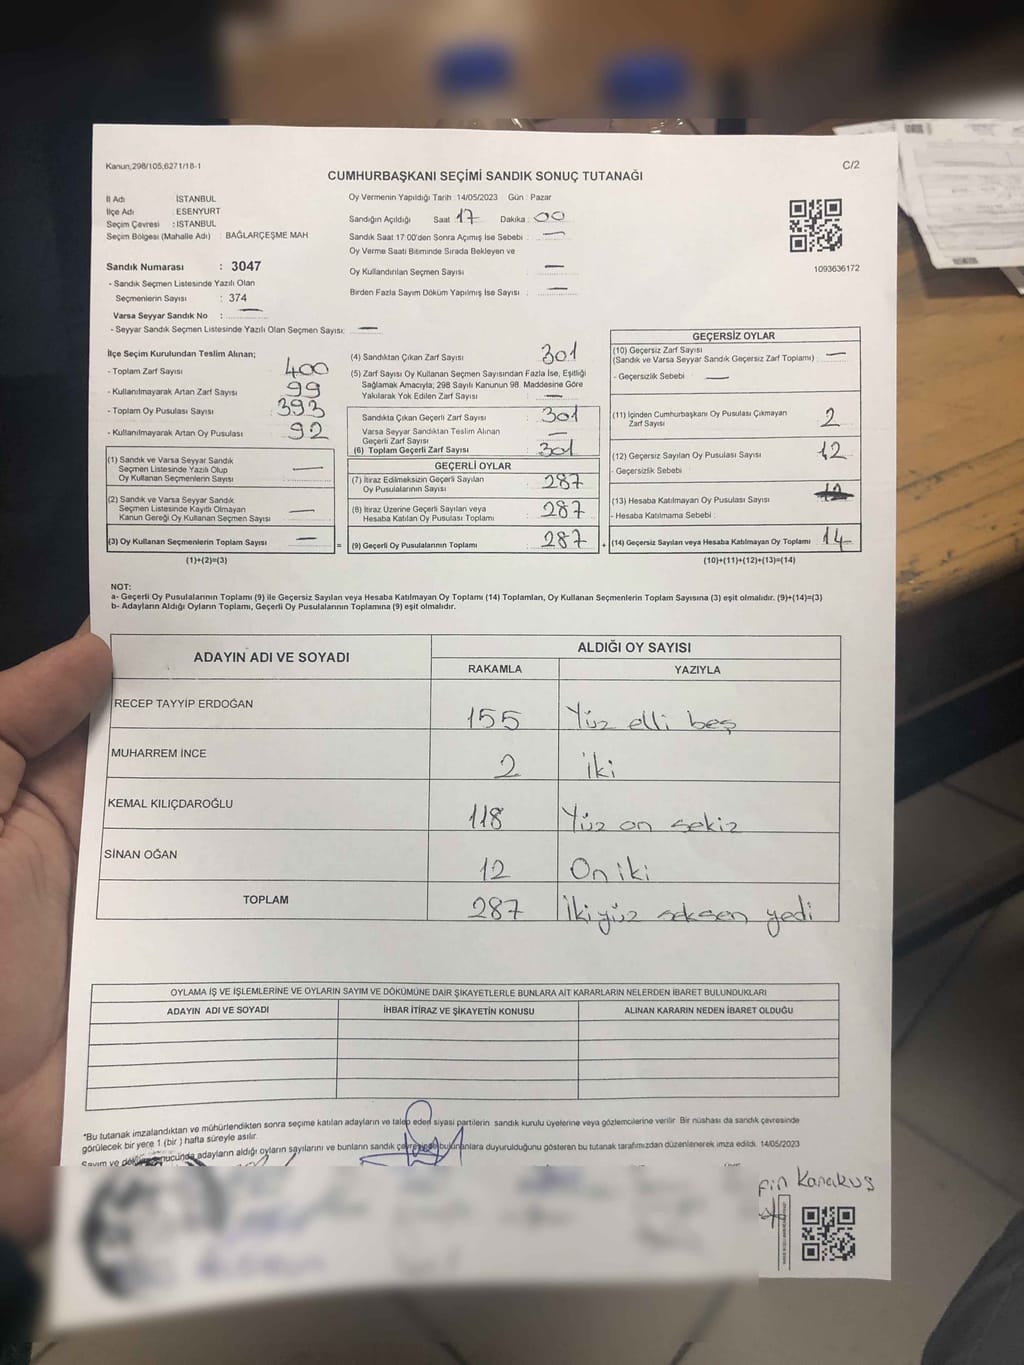 Kanun;298/105,6271/18-1
C/2
CUMHURBAŞKANI SEÇİMİ SANDIK SONUÇ TUTANAĞI
İl Adı : İSTANBUL
İlçe Adı : ESENYURT
Seçim Çevresi : İSTANBUL
Seçim Bölgesi (Mahalle Adı) : BAĞLARÇEŞME MAH
Sandık Numarası : 3047
- Sandık Seçmen Listesinde Yazılı Olan
Seçmenlerin Sayısı : 374
Varsa Seyyar Sandık No :
- Seyyar Sandık Seçmen Listesinde Yazılı Olan Seçmen Sayısı:
Oy Vermenin Yapıldığı Tarih :14/05/2023 Gün : Pazar
Sandığın Açıldığı Saat 17 Dakika : 00
Sandık Saat 17:00'den Sonra Açımış İse Sebebi :
Oy Verme Saati Bitiminde Sırada Bekleyen ve
Oy Kullandırılan Seçmen Sayısı :
Birden Fazla Sayım Döküm Yapılmış İse Sayısı :
1093636172
İlçe Seçim Kurulundan Teslim Alınan;
- Toplam Zarf Sayısı : 400
- Kullanılmayarak Artan Zarf Sayısı : 99
- Toplam Oy Pusulası Sayısı : 393
- Kullanılmayarak Artan Oy Pusulası : 92
(1) Sandık ve Varsa Seyyar Sandık
Seçmen Listesinde Yazılı Olup
Oy Kullanan Seçmenlerin Sayısı :
(2) Sandık ve Varsa Seyyar Sandık
Seçmen Listesinde Kayıtlı Olmayan
Kanun Gereği Oy Kullanan Seçmen Sayısı :
(3) Oy Kullanan Seçmenlerin Toplam Sayısı :
(1)+(2)=(3)
=
(4) Sandıktan Çıkan Zarf Sayısı : 301
(5) Zarf Sayısı Oy Kullanan Seçmen Sayısından Fazla İse, Eşitliği
Sağlamak Amacıyla; 298 Sayılı Kanunun 98. Maddesine Göre
Yakılarak Yok Edilen Zarf Sayısı :
Sandıkta Çıkan Geçerli Zarf Sayısı : 301
Varsa Seyyar Sandıktan Teslim Alınan
Geçerli Zarf Sayısı :
(6) Toplam Geçerli Zarf Sayısı : 301
GEÇERLİ OYLAR
(7) İtiraz Edilmeksizin Geçerli Sayılan
Oy Pusulalarının Sayısı : 287
(8) İtiraz Üzerine Geçerli Sayılan veya
Hesaba Katılan Oy Pusulası Toplamı : 287
(9) Geçerli Oy Pusulalarının Toplamı : 287
+
GEÇERSİZ OYLAR
(10) Geçersiz Zarf Sayısı
(Sandık ve Varsa Seyyar Sandık Geçersiz Zarf Toplamı) :
- Geçersizlik Sebebi :
(11) İçinden Cumhurbaşkanı Oy Pusulası Çıkmayan
Zarf Sayısı : 2
(12) Geçersiz Sayılan Oy Pusulası Sayısı : 12
- Geçersizlik Sebebi :
(13) Hesaba Katılmayan Oy Pusulası Sayısı :
- Hesaba Katılmama Sebebi :
(14) Geçersiz Sayılan veya Hesaba Katılmayan Oy Toplamı : 14
(10)+(11)+(12)+(13)=(14)
NOT:
a- Geçerli Oy Pusulalarının Toplamı (9) ile Geçersiz Sayılan veya Hesaba Katılmayan Oy Toplamı (14) Toplamları, Oy Kullanan Seçmenlerin Toplam Sayısına (3) eşit olmalıdır. (9)+(14)=(3)
b- Adayların Aldığı Oyların Toplamı, Geçerli Oy Pusulalarının Toplamına (9) eşit olmalıdır.
ADAYIN ADI VE SOYADI
ALDIĞI OY SAYISI
RAKAMLA YAZIYLA
RECEP TAYYİP ERDOĞAN 155 Yüz elli beş
MUHARREM İNCE 2 iki
KEMAL KILIÇDAROĞLU 118 Yüz on sekiz
SİNAN OĞAN 12 On iki
TOPLAM 287 İki yüz seksen yedi
OYLAMA İŞ VE İŞLEMLERİNE VE OYLARIN SAYIM VE DÖKÜMÜNE DAİR ŞİKAYETLERLE BUNLARA AİT KARARLARIN NELERDEN İBARET BULUNDUKLARI
ADAYIN ADI VE SOYADI İHBAR İTİRAZ VE ŞİKAYETİN KONUSU ALINAN KARARIN NEDEN İBARET OLDUĞU
"Bu tutanak imzalandıktan ve mühürlendikten sonra seçime katılan adayların ve talep eden siyasi partilerin sandık kurulu üyelerine veya gözlemcilerine verilir. Bir nüshası da sandık çevresinde
görülecek bir yere 1 (bir ) hafta süreyle asılır.
Sayım ve döküm sonucunda adayların aldığı oyların sayılarını ve bunların sandık çevresinde bulunanlara duyurulduğunu gösteren bu tutanak tarafımızdan düzenlenerek imza edildi. 14/05/2023
Karakuş